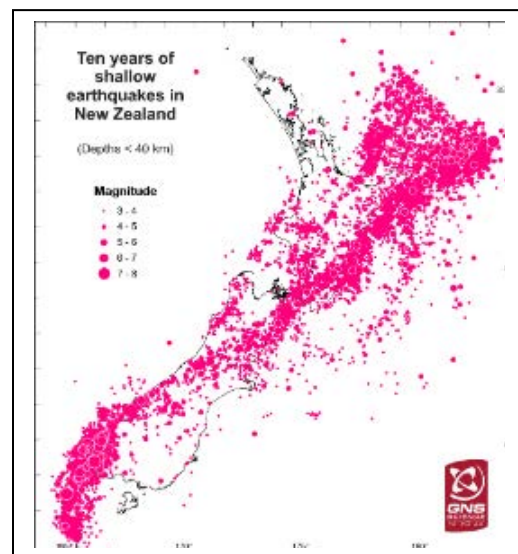 Ten years of
shallow
earthquakes in
New Zealand
(Depths < 40 km)
Magnitude
3 - 4
4 - 5
5 - 6
6 - 7
7 - 8
GNS
SCIENCE